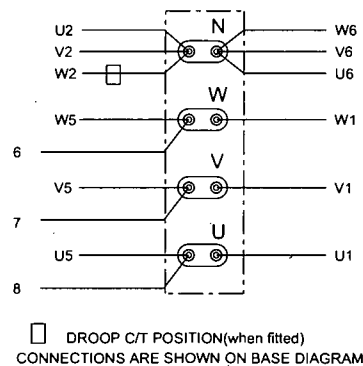 U2 N W6
V2 V6
W2 U6
W
W5 W1
6
V
V5 V1
7
U
U5 U1
8
DROOP C/T POSITION(when fitted)
CONNECTIONS ARE SHOWN ON BASE DIAGRAM